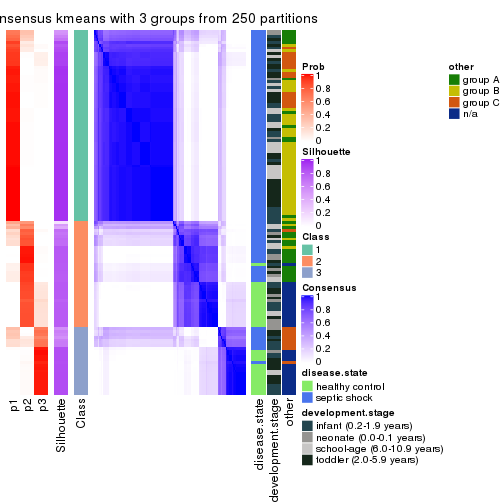 nsensus kmeans with 3 groups from 250 partitions
Prob
1
0.8
0.6
0.4
0.2
0
Silhouette
1
0.8
0.6
0.4
0.2
0
Class
1
2
3
Consensus
1
0.8
0.6
0.4
0.2
0
disease.state
healthy control
septic shock
development.stage
infant (0.2-1.9 years)
neonate (0.0-0.1 years)
school-age (6.0-10.9 years)
toddler (2.0-5.9 years)
other
group A
group B
group C
n/a
p1
p2
p3
Silhouette
Class
disease.state
development.stage
other